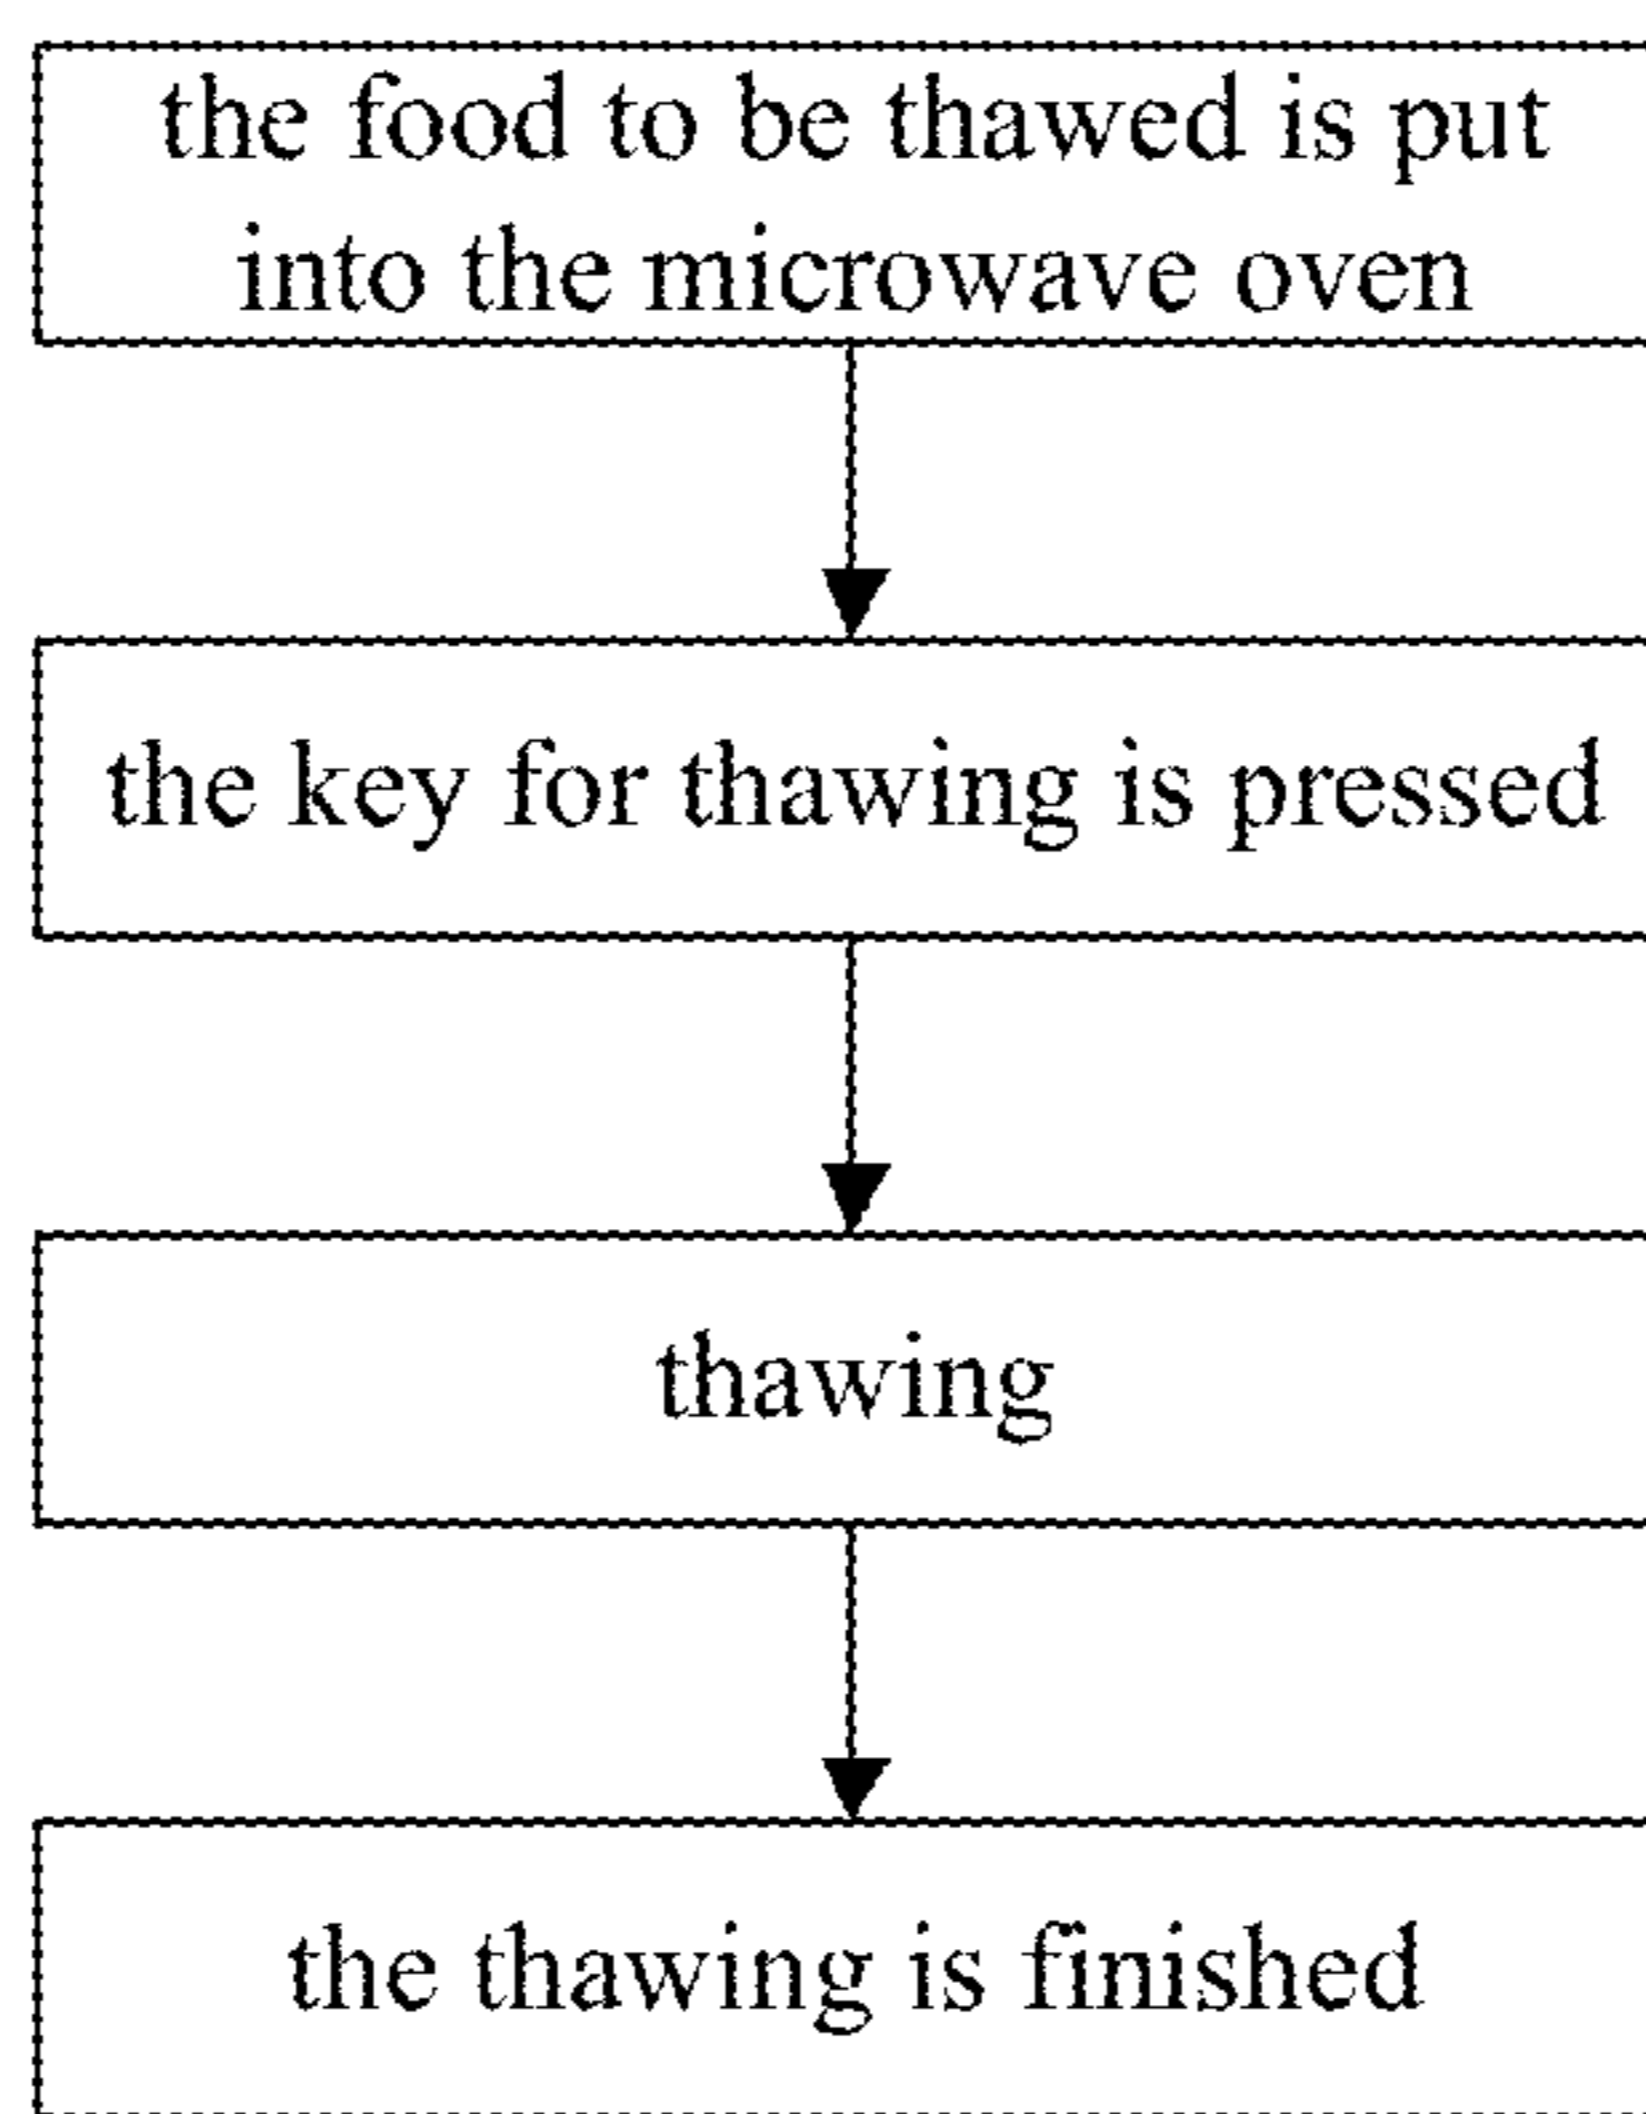 the food to be thawed is put
into the microwave oven
the key for thawing is pressed
thawing
the thawing is finished